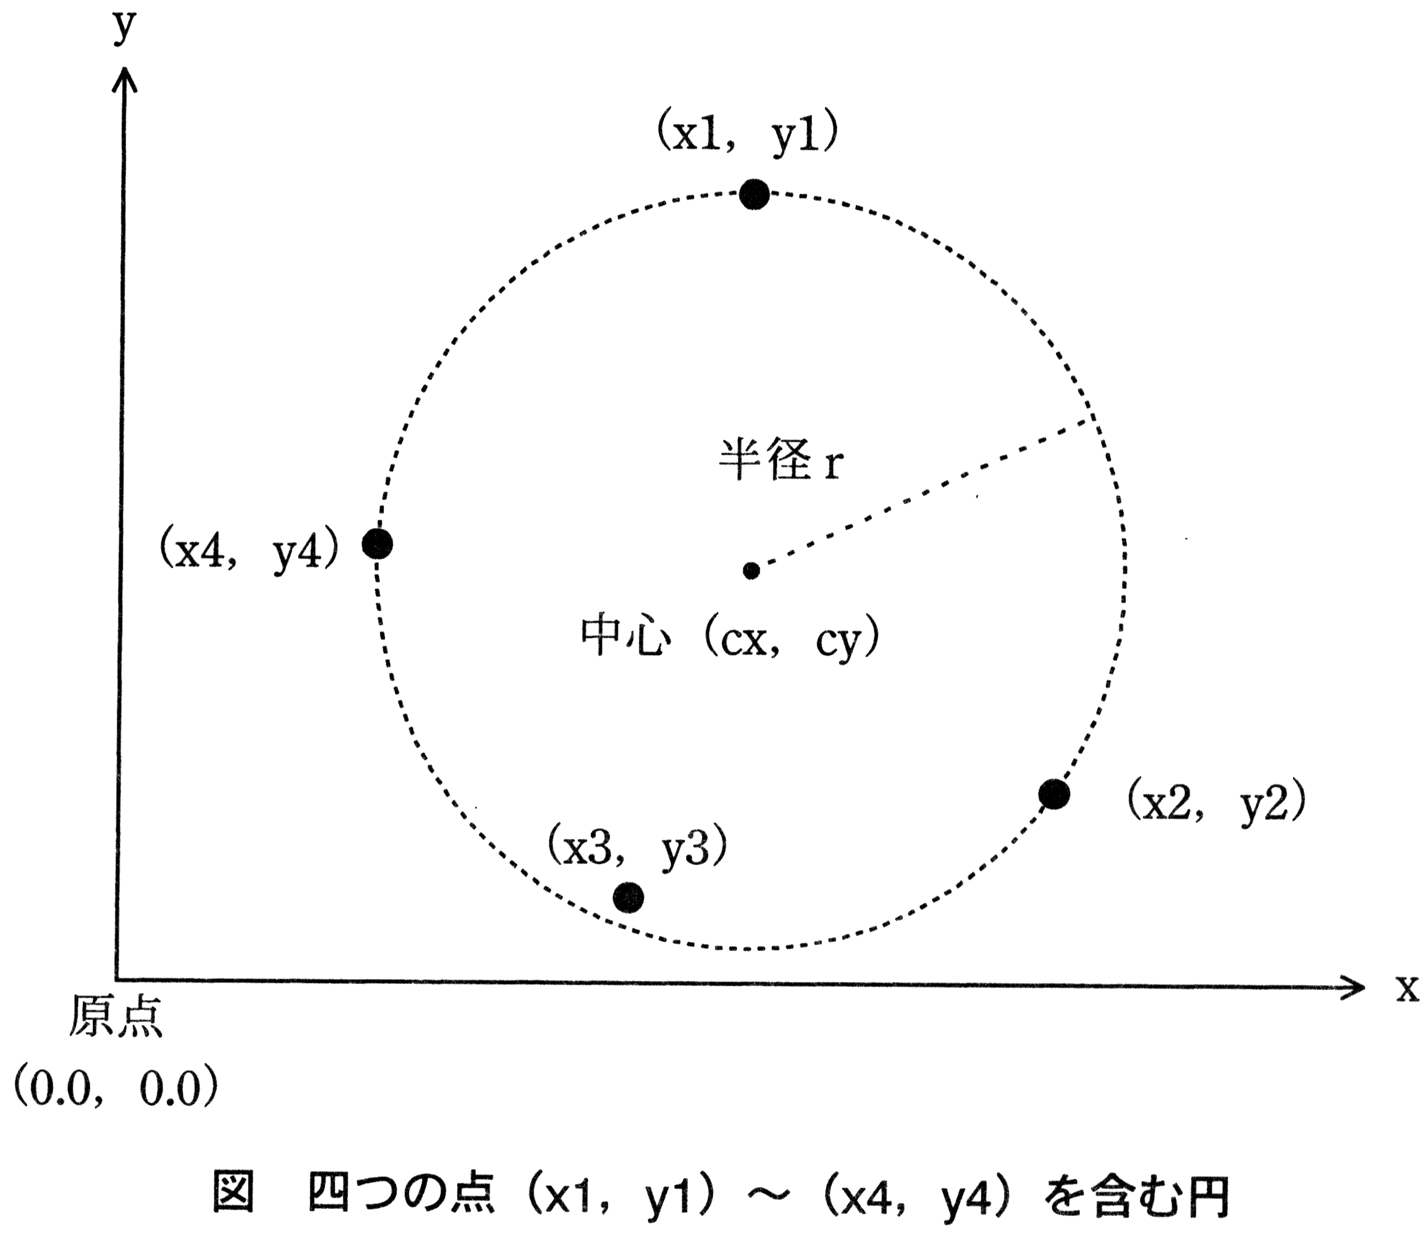 y
(x1, y1)
半径 r
(x4, y4)
中心 (cx, cy)
(x2, y2)
(x3, y3)
x
原点
(0.0, 0.0)
図 四つの点 (x1, y1) ～ (x4, y4) を含む円